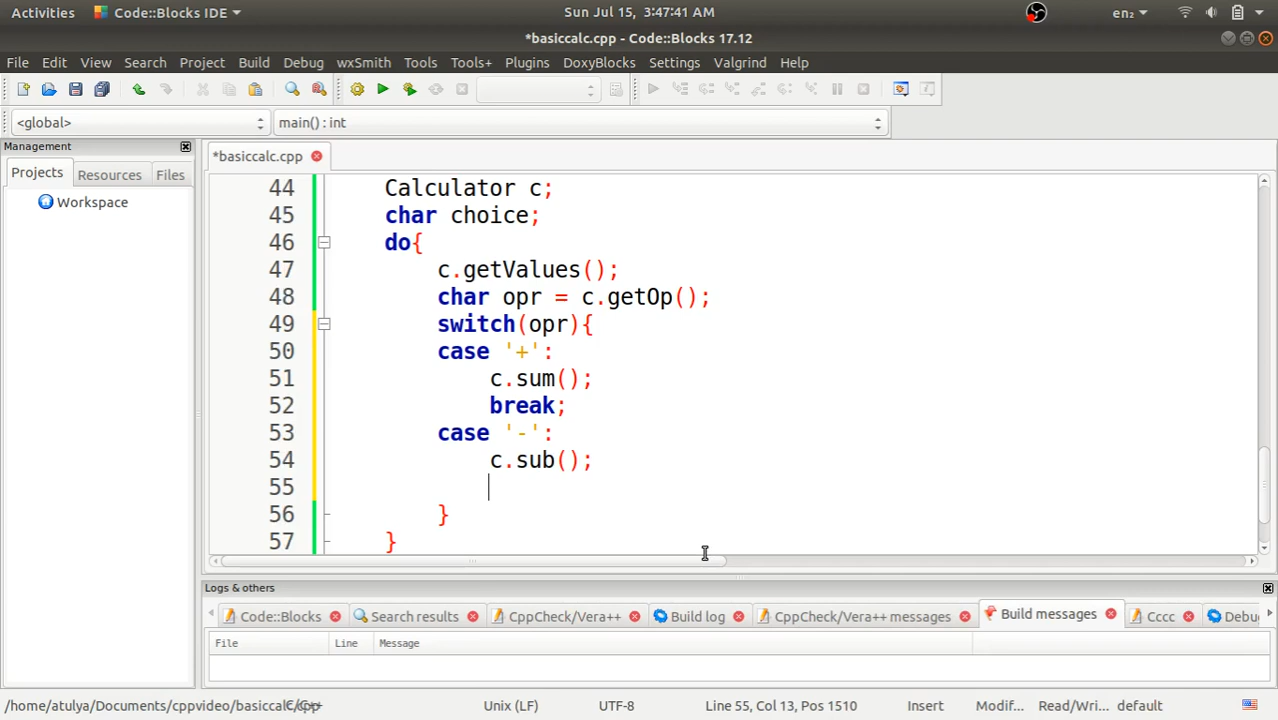 Activities Code::Blocks IDE Sun Jul 15, 3:47:41 AM en₂
*basiccalc.cpp - Code::Blocks 17.12
File Edit View Search Project Build Debug wxSmith Tools Tools+ Plugins DoxyBlocks Settings Valgrind Help
<global> main() : int
Management
*basiccalc.cpp
Projects Resources Files
Workspace
44 Calculator c;
45 char choice;
46 do{
47 c.getValues();
48 char opr = c.getOp();
49 switch(opr){
50 case '+':
51 c.sum();
52 break;
53 case '-':
54 c.sub();
55
56 }
57 }
Logs & others
Code::Blocks Search results CppCheck/Vera++ Build log CppCheck/Vera++ messages Build messages Cccc Debu
File Line Message
/home/atulya/Documents/cppvideo/basiccalc Unix (LF) UTF-8 Line 55, Col 13, Pos 1510 Insert Modif... Read/Wri... default